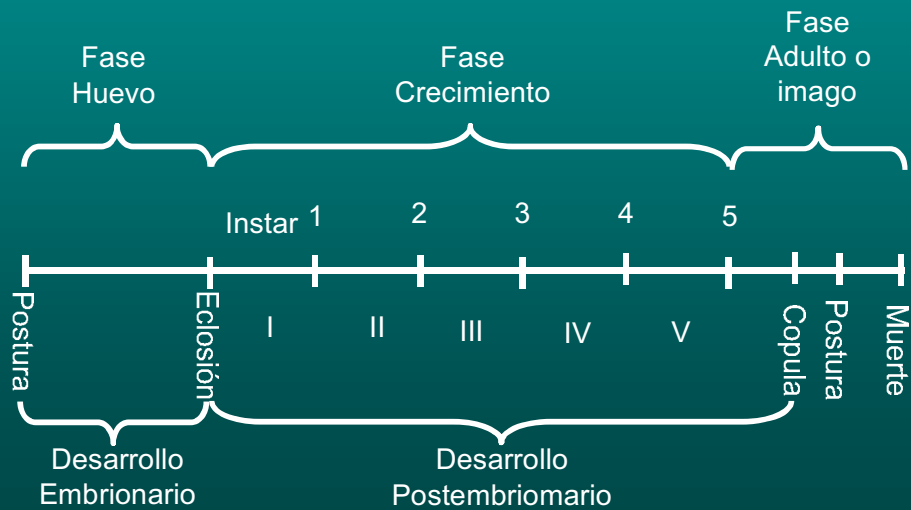 Fase
Huevo
Fase
Crecimiento
Fase
Adulto o
imago
Instar 1 2 3 4 5
Postura
Eclosión
I II III IV V
Copula
Postura
Muerte
Desarrollo
Embrionario
Desarrollo
Postembriomario